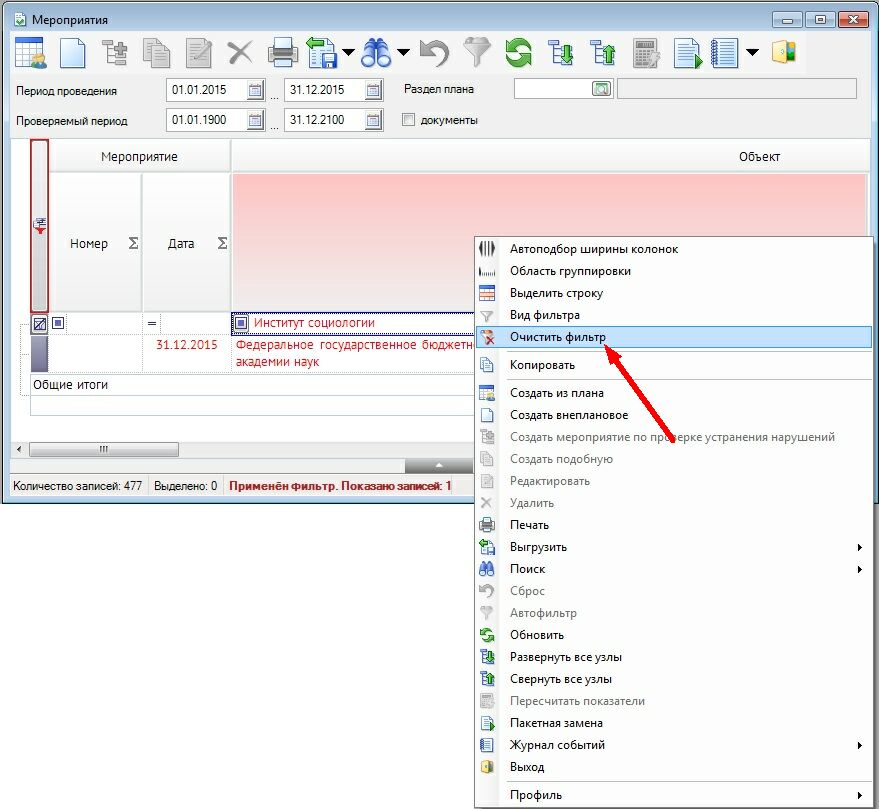 Мероприятия
Период проведения 01.01.2015 ... 31.12.2015 Раздел плана
Проверяемый период 01.01.1900 ... 31.12.2100 документы
Мероприятие Объект
Номер Σ Дата Σ
= Институт социологии
31.12.2015 Федеральное государственное бюджетно
академии наук
Общие итоги
Количество записей: 477 Выделено: 0 Применён фильтр. Показано записей: 1
Автоподбор ширины колонок
Область группировки
Выделить строку
Вид фильтра
Очистить фильтр
Копировать
Создать из плана
Создать внеплановое
Создать мероприятие по проверке устранения нарушений
Создать подобную
Редактировать
Удалить
Печать
Выгрузить
Поиск
Сброс
Автофильтр
Обновить
Развернуть все узлы
Свернуть все узлы
Пересчитать показатели
Пакетная замена
Журнал событий
Выход
Профиль